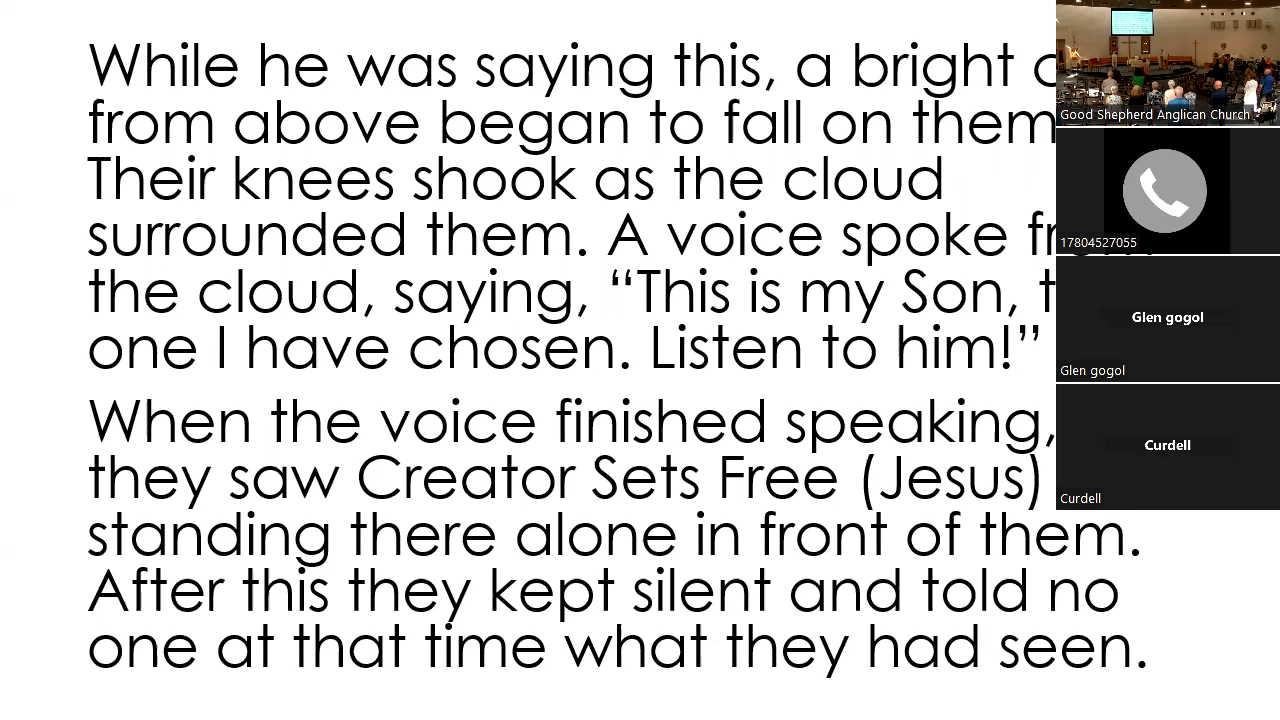 While he was saying this, a bright
from above began to fall on them
Their knees shook as the cloud
surrounded them. A voice spoke from
the cloud, saying, “This is my Son,
one I have chosen. Listen to him!”
When the voice finished speaking,
they saw Creator Sets Free (Jesus)
standing there alone in front of them.
After this they kept silent and told no
one at that time what they had seen.
Good Shepherd Anglican Church
17804527055
Glen gogol
Glen gogol
Curdell
Curdell